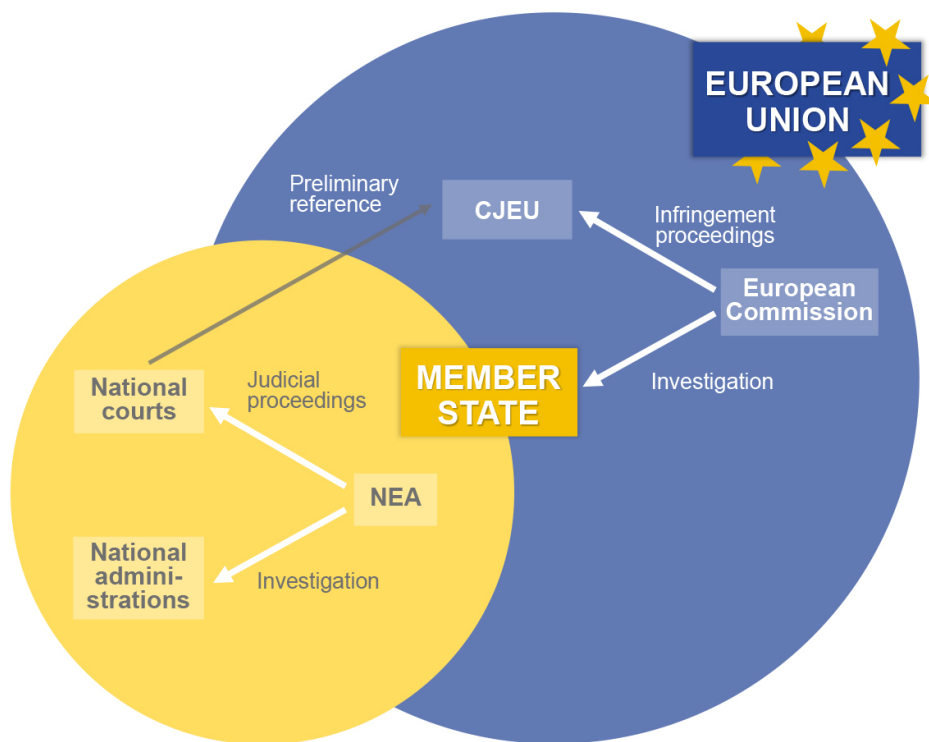 EUROPEAN
UNION
Preliminary
reference
CJEU
Infringement
proceedings
European
Commission
MEMBER
STATE
Investigation
National
courts
Judicial
proceedings
NEA
National
admini-
strations
Investigation